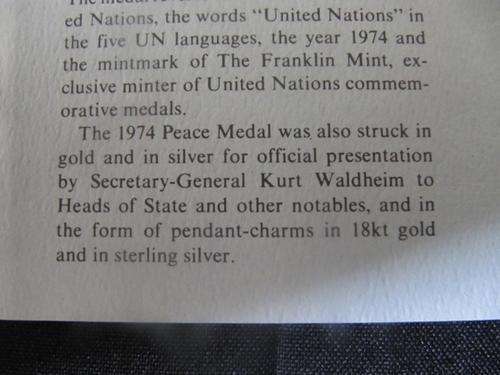 ed Nations, the words "United Nations" in
the five UN languages, the year 1974 and
the mintmark of The Franklin Mint, ex-
clusive minter of United Nations commem-
orative medals.
The 1974 Peace Medal was also struck in
gold and in silver for official presentation
by Secretary-General Kurt Waldheim to
Heads of State and other notables, and in
the form of pendant-charms in 18kt gold
and in sterling silver.